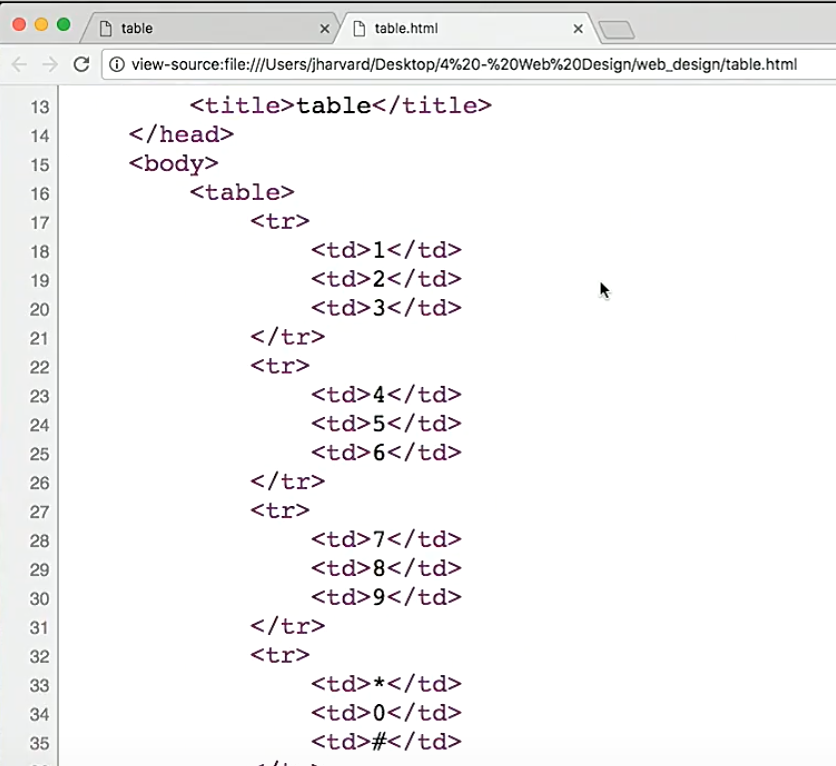 table
table.html
view-source:file:///Users/jharvard/Desktop/4%20-%20Web%20Design/web_design/table.html
13 <title>table</title>
14 </head>
15 <body>
16 <table>
17 <tr>
18 <td>1</td>
19 <td>2</td>
20 <td>3</td>
21 </tr>
22 <tr>
23 <td>4</td>
24 <td>5</td>
25 <td>6</td>
26 </tr>
27 <tr>
28 <td>7</td>
29 <td>8</td>
30 <td>9</td>
31 </tr>
32 <tr>
33 <td>*</td>
34 <td>0</td>
35 <td>#</td>